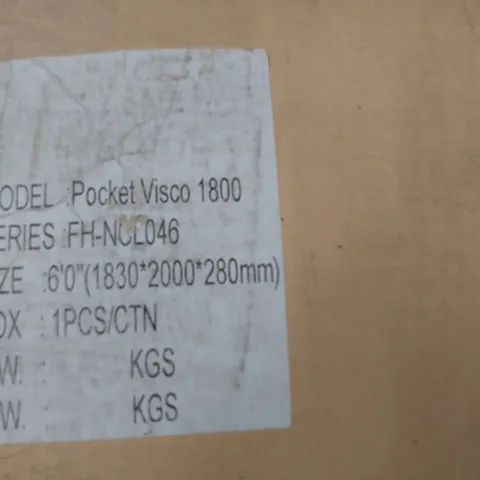 ODEL :Pocket Visco 1800
ERIES :FH-NCL046
ZE :6'0"(1830*2000*280mm)
OX : 1PCS/CTN
W. : KGS
W. : KGS